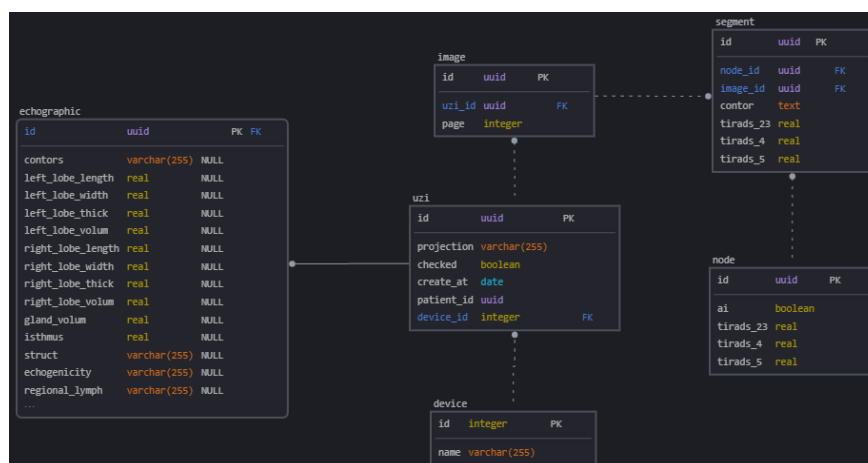 echographic
id uuid PK FK
contors varchar(255) NULL
left_lobe_length real NULL
left_lobe_width real NULL
left_lobe_thick real NULL
left_lobe_volum real NULL
right_lobe_length real NULL
right_lobe_width real NULL
right_lobe_thick real NULL
right_lobe_volum real NULL
gland_volum real NULL
isthmus real NULL
struct varchar(255) NULL
echogenicity varchar(255) NULL
regional_lymph varchar(255) NULL
...
image
id uuid PK
uzi_id uuid FK
page integer
uzi
id uuid PK
projection varchar(255)
checked boolean
create_at date
patient_id uuid
device_id integer FK
device
id integer PK
name varchar(255)
segment
id uuid PK
node_id uuid FK
image_id uuid FK
contor text
tirads_23 real
tirads_4 real
tirads_5 real
node
id uuid PK
ai boolean
tirads_23 real
tirads_4 real
tirads_5 real